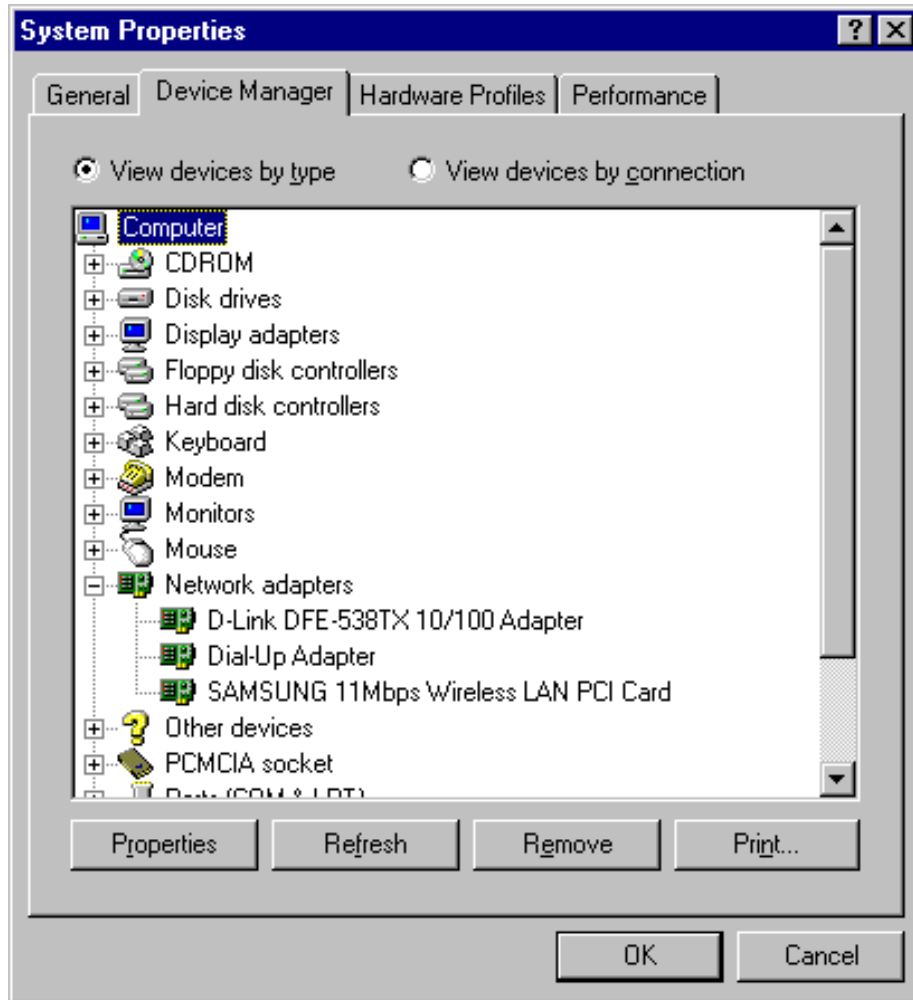 System Properties
General Device Manager Hardware Profiles Performance
View devices by type View devices by connection
Computer
CDROM
Disk drives
Display adapters
Floppy disk controllers
Hard disk controllers
Keyboard
Modem
Monitors
Mouse
Network adapters
D-Link DFE-538TX 10/100 Adapter
Dial-Up Adapter
SAMSUNG 11Mbps Wireless LAN PCI Card
Other devices
PCMCIA socket
Ports (COM & LPT)
Properties Refresh Remove Print...
OK Cancel